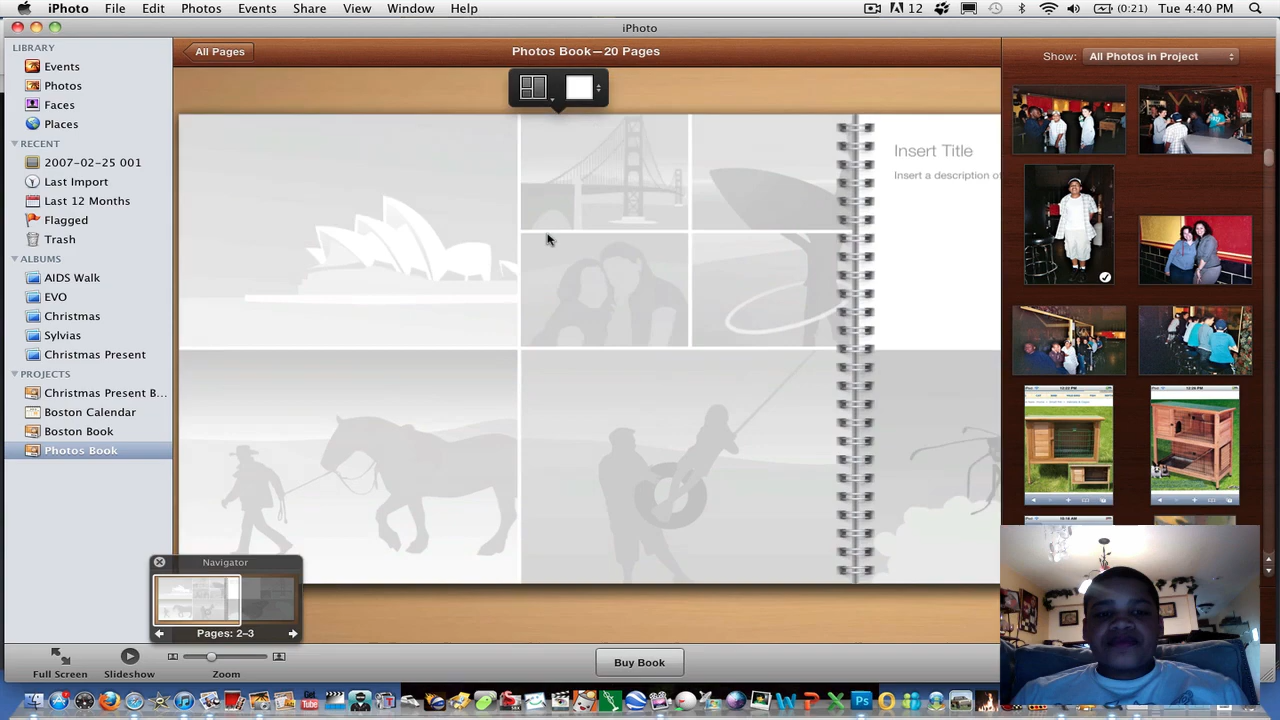 iPhoto File Edit Photos Events Share View Window Help 12 (0:21) Tue 4:40 PM
iPhoto
LIBRARY
Events
Photos
Faces
Places
RECENT
2007-02-25 001
Last Import
Last 12 Months
Flagged
Trash
ALBUMS
AIDS Walk
EVO
Christmas
Sylvias
Christmas Present
PROJECTS
Christmas Present B...
Boston Calendar
Boston Book
Photos Book
All Pages
Photos Book—20 Pages
Show: All Photos in Project
Insert Title
Insert a description of
Navigator
Pages: 2–3
Full Screen
Slideshow
Zoom
Buy Book